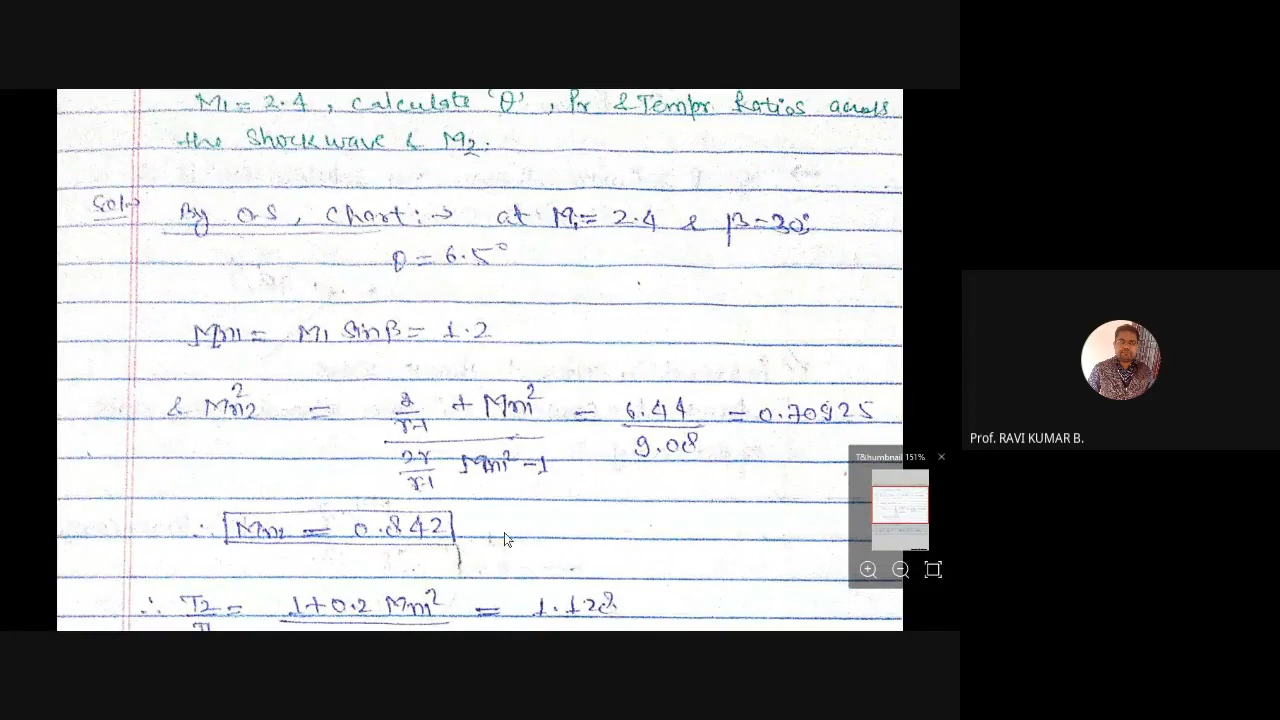 M1 = 2.4 , Calculate 'θ' , Pr & Tempr Ratios across
the Shockwave & M2.
Soln→ By O.S, Chart :→ at M1 = 2.4 & β = 30°
θ = 6.5°
Mn1 = M1 Sinβ = 1.2
& Mn2² = (2/(γ-1) + Mn1²) / (2γ/(γ-1) Mn1² - 1) = 6.44/9.08 = 0.70925
∴ Mn2 = 0.842
∴ T2/T1 = 1+0.2 Mn1² = 1.128
Prof. RAVI KUMAR B.
Thumbnail 151% ×